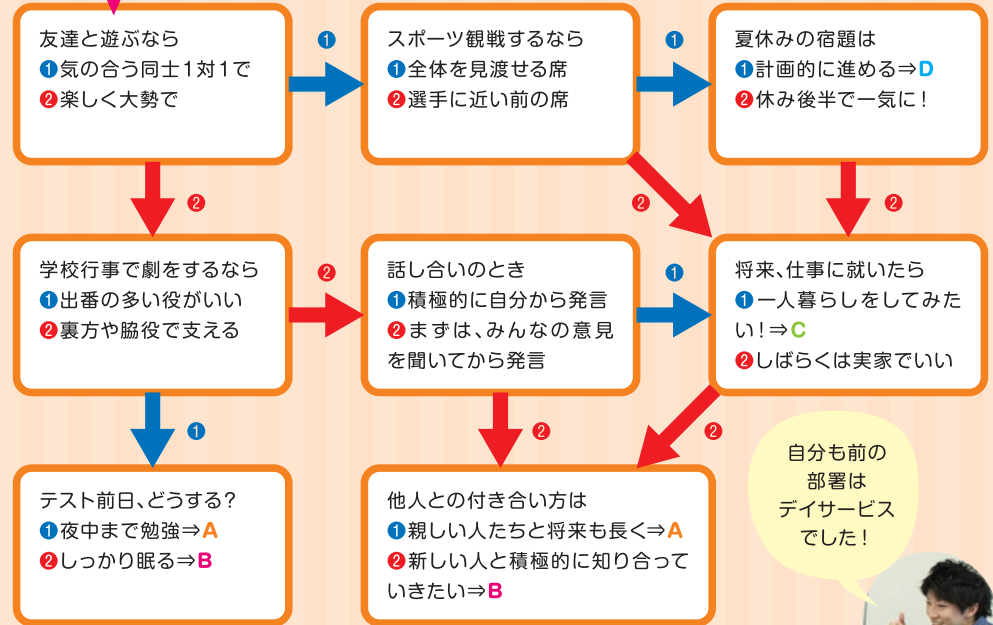 友達と遊ぶなら
❶気の合う同士1対1で
❷楽しく大勢で
❶
スポーツ観戦するなら
❶全体を見渡せる席
❷選手に近い前の席
❶
夏休みの宿題は
❶計画的に進める⇒D
❷休み後半で一気に!
❷
❷
❷
学校行事で劇をするなら
❶出番の多い役がいい
❷裏方や脇役で支える
❷
話し合いのとき
❶積極的に自分から発言
❷まずは、みんなの意見
を聞いてから発言
❶
将来、仕事に就いたら
❶一人暮らしをしてみた
い!⇒C
❷しばらくは実家でいい
❶
❷
❷
テスト前日、どうする?
❶夜中まで勉強⇒A
❷しっかり眠る⇒B
他人との付き合い方は
❶親しい人たちと将来も長く⇒A
❷新しい人と積極的に知り合って
いきたい⇒B
自分も前の
部署は
デイサービス
でした!